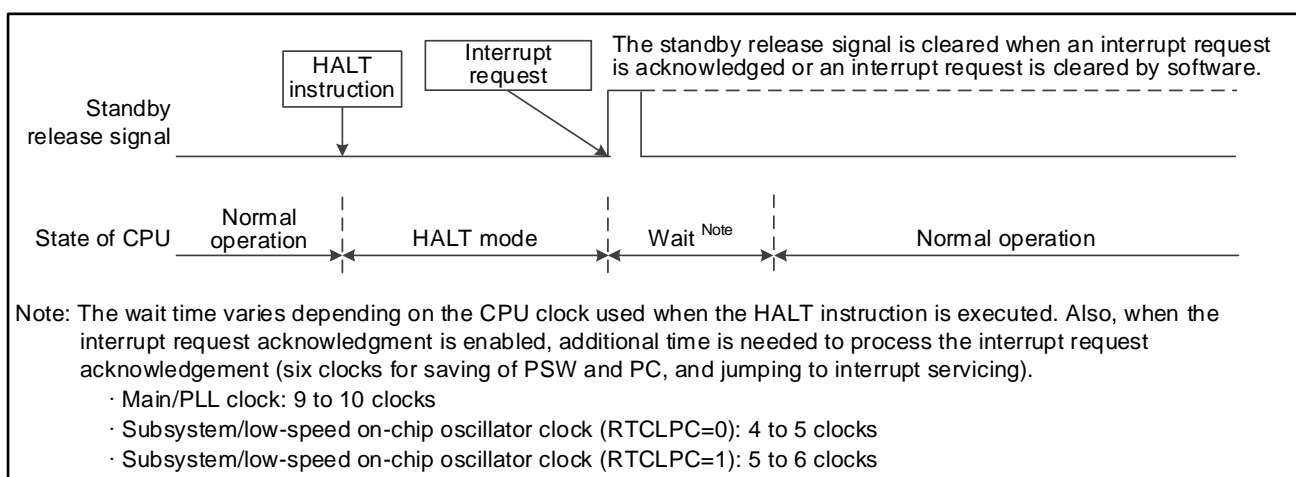 The standby release signal is cleared when an interrupt request
is acknowledged or an interrupt request is cleared by software.
HALT
instruction
Interrupt
request
Standby
release signal
State of CPU
Normal
operation
HALT mode
Wait Note
Normal operation
Note: The wait time varies depending on the CPU clock used when the HALT instruction is executed. Also, when the
interrupt request acknowledgment is enabled, additional time is needed to process the interrupt request
acknowledgement (six clocks for saving of PSW and PC, and jumping to interrupt servicing).
· Main/PLL clock: 9 to 10 clocks
· Subsystem/low-speed on-chip oscillator clock (RTCLPC=0): 4 to 5 clocks
· Subsystem/low-speed on-chip oscillator clock (RTCLPC=1): 5 to 6 clocks